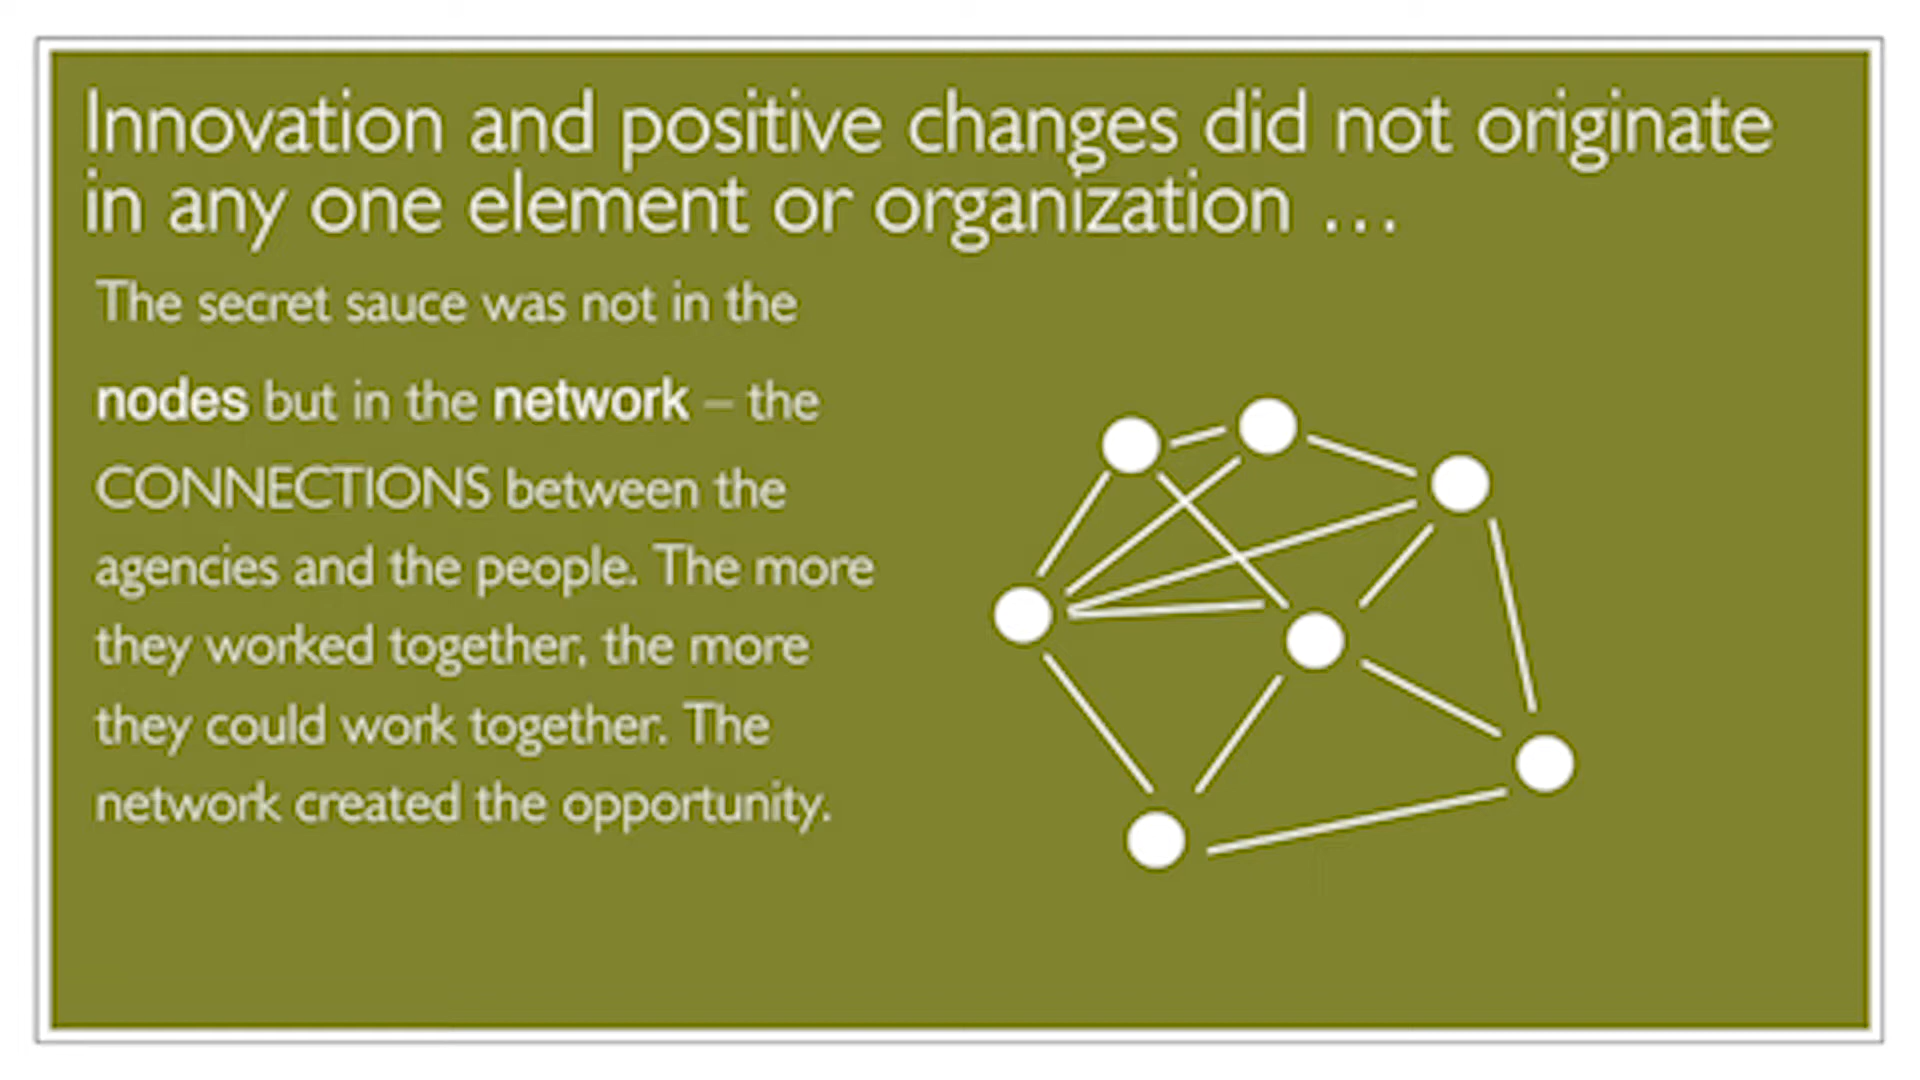 Innovation and positive changes did not originate
in any one element or organization …
The secret sauce was not in the
nodes but in the network – the
CONNECTIONS between the
agencies and the people. The more
they worked together, the more
they could work together. The
network created the opportunity.